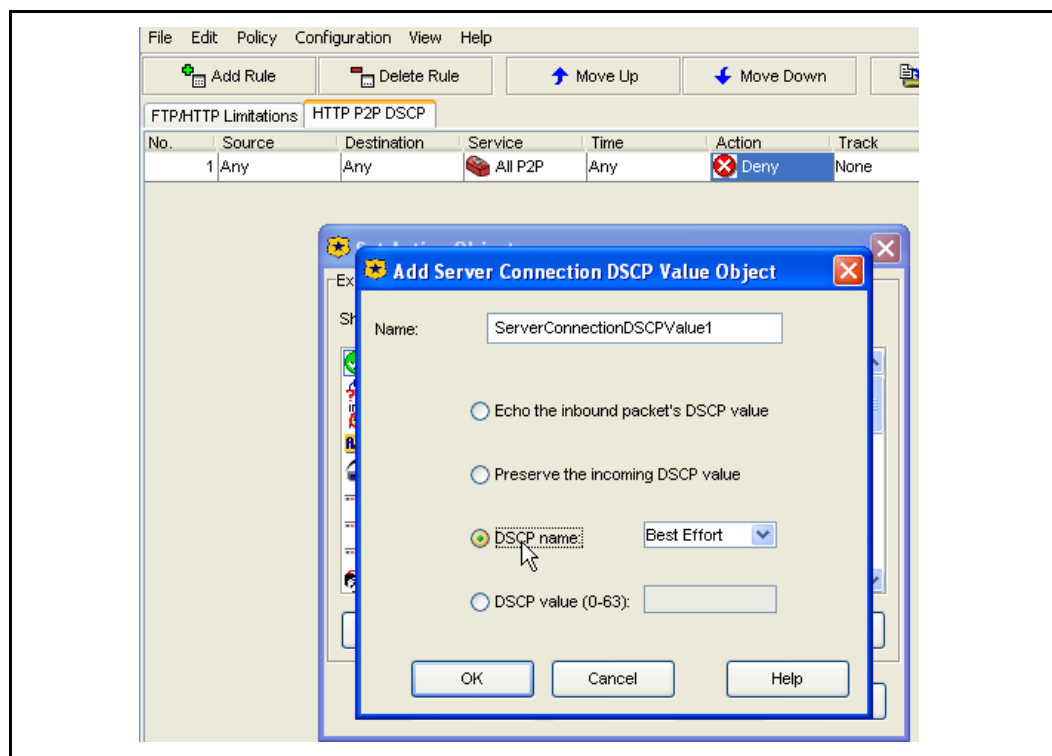 File Edit Policy Configuration View Help
Add Rule Delete Rule Move Up Move Down
FTP/HTTP Limitations HTTP P2P DSCP
No. Source Destination Service Time Action Track
1 Any Any All P2P Any Deny None
Add Server Connection DSCP Value Object
Ex
Name: ServerConnectionDSCPValue1
Echo the inbound packet's DSCP value
Preserve the incoming DSCP value
DSCP name: Best Effort
DSCP value (0-63):
OK Cancel Help